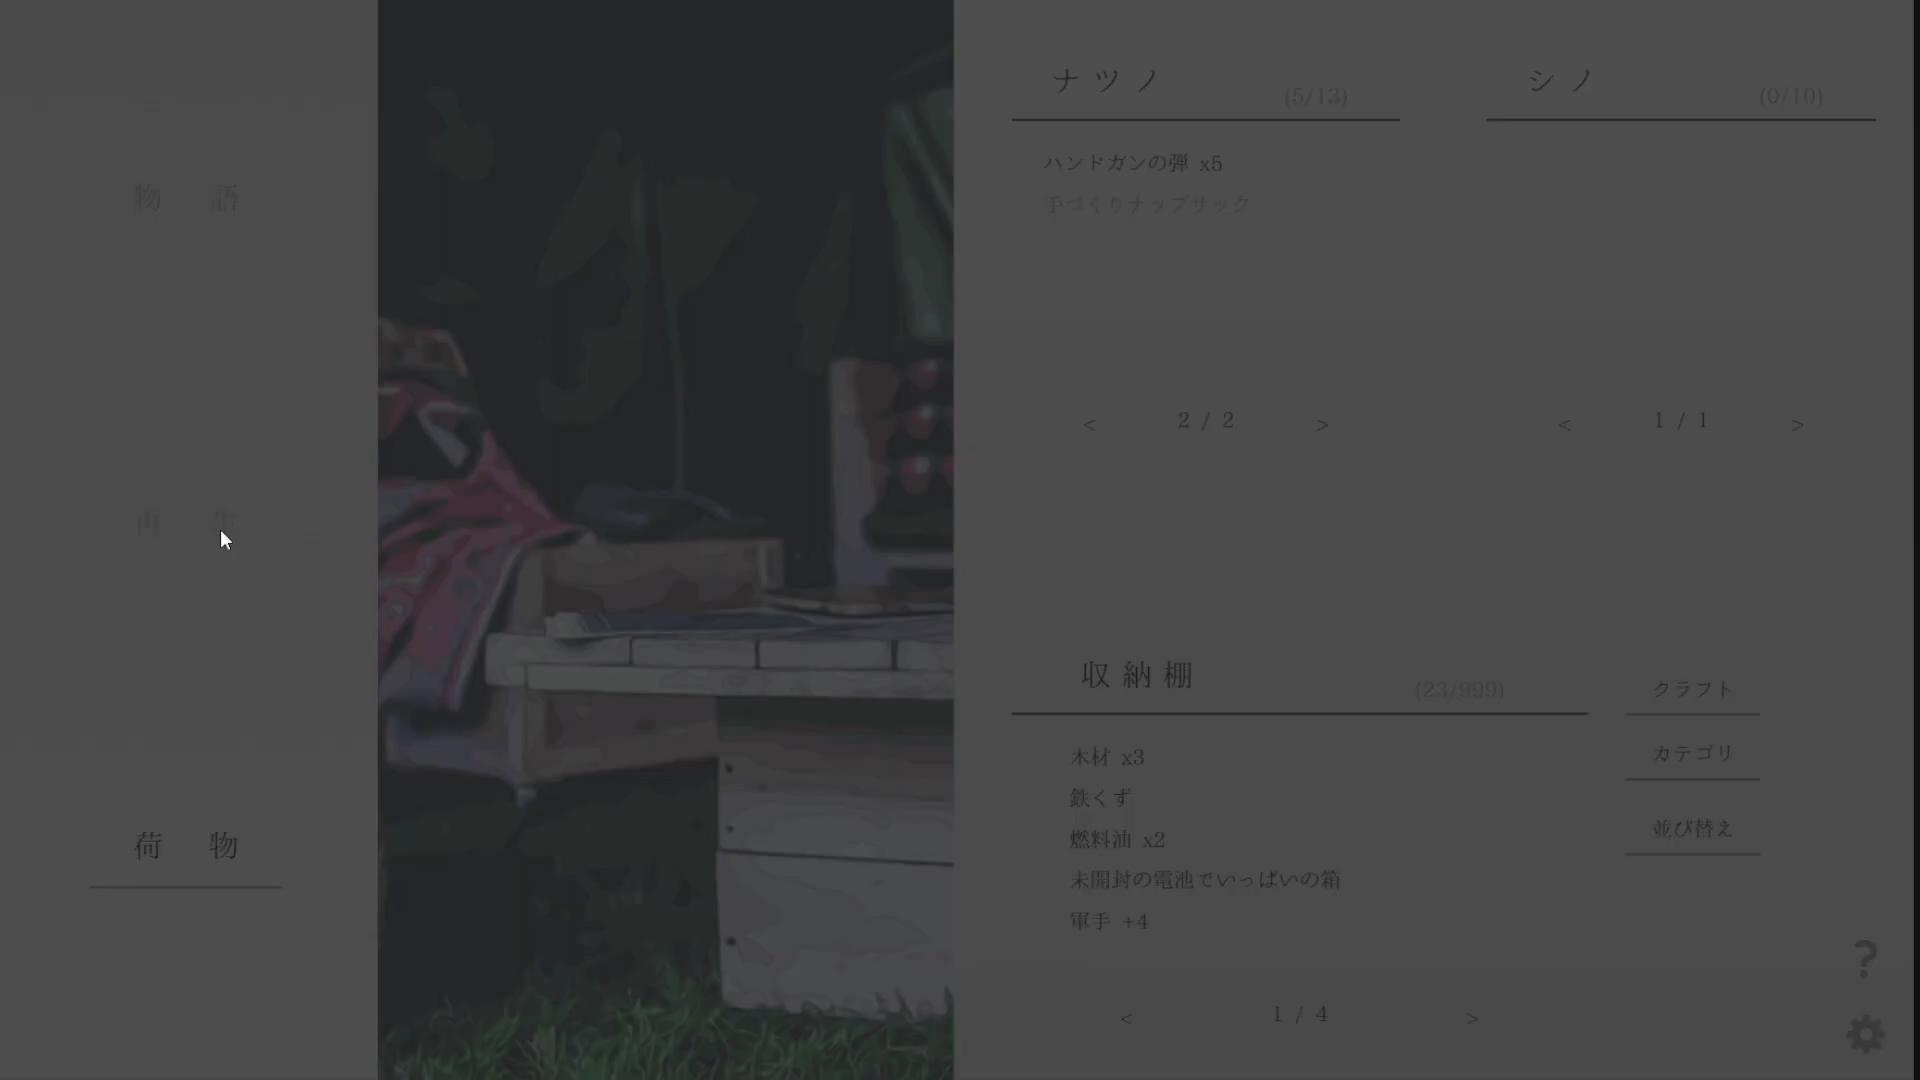 物 語
再 生
荷 物
ナツノ (5/13)
ハンドガンの弾 x5
手づくりナップサック
< 2 / 2 >
シノ (0/10)
< 1 / 1 >
収納棚 (23/999)
木材 x3
鉄くず
燃料油 x2
未開封の電池でいっぱいの箱
軍手 +4
< 1 / 4 >
クラフト
カテゴリ
並び替え
?